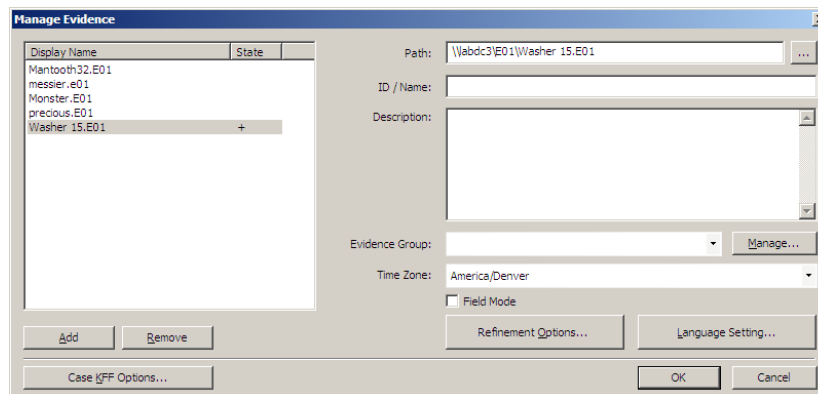 Manage Evidence
Display Name State
Mantooth32.E01
messier.e01
Monster.E01
precious.E01
Washer 15.E01 +
Add Remove
Case KFF Options...
Path: \\labdc3\E01\Washer 15.E01 ...
ID / Name:
Description:
Evidence Group: Manage...
Time Zone: America/Denver
Field Mode
Refinement Options... Language Setting...
OK Cancel